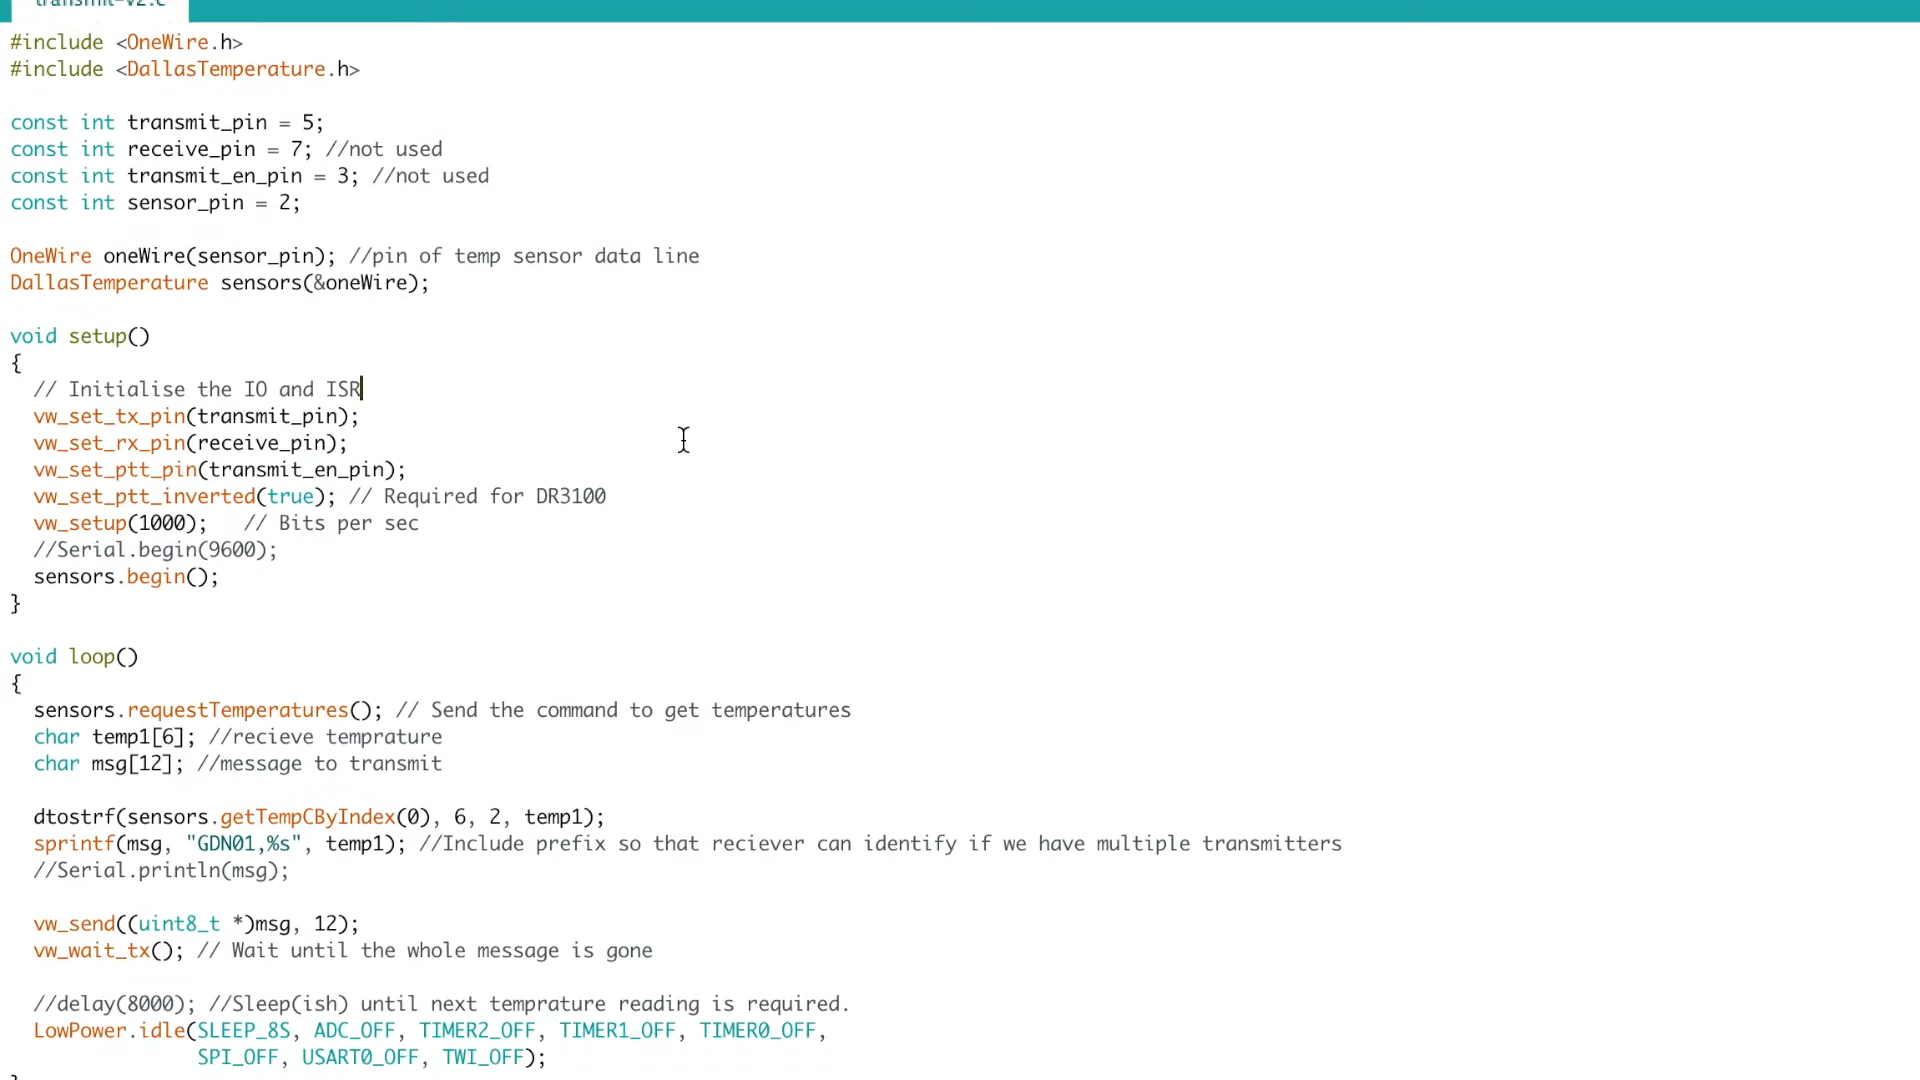 transmit-v2.c
#include <OneWire.h>
#include <DallasTemperature.h>
const int transmit_pin = 5;
const int receive_pin = 7; //not used
const int transmit_en_pin = 3; //not used
const int sensor_pin = 2;
OneWire oneWire(sensor_pin); //pin of temp sensor data line
DallasTemperature sensors(&oneWire);
void setup()
{
// Initialise the IO and ISR
vw_set_tx_pin(transmit_pin);
vw_set_rx_pin(receive_pin);
vw_set_ptt_pin(transmit_en_pin);
vw_set_ptt_inverted(true); // Required for DR3100
vw_setup(1000);   // Bits per sec
//Serial.begin(9600);
sensors.begin();
}
void loop()
{
sensors.requestTemperatures(); // Send the command to get temperatures
char temp1[6]; //recieve temprature
char msg[12]; //message to transmit
dtostrf(sensors.getTempCByIndex(0), 6, 2, temp1);
sprintf(msg, "GDN01,%s", temp1); //Include prefix so that reciever can identify if we have multiple transmitters
//Serial.println(msg);
vw_send((uint8_t *)msg, 12);
vw_wait_tx(); // Wait until the whole message is gone
//delay(8000); //Sleep(ish) until next temprature reading is required.
LowPower.idle(SLEEP_8S, ADC_OFF, TIMER2_OFF, TIMER1_OFF, TIMER0_OFF,
SPI_OFF, USART0_OFF, TWI_OFF);
}